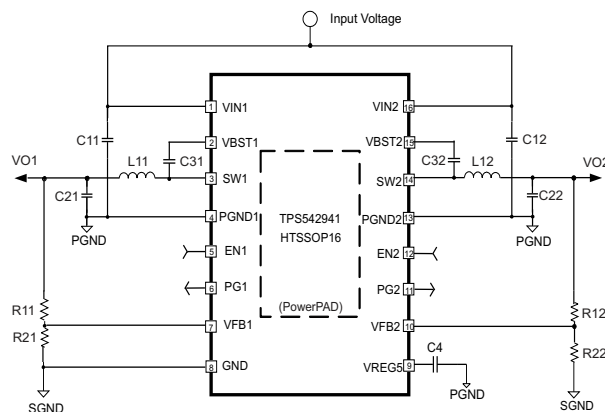 Input Voltage
1 VIN1 VIN2 16
C11 C12
2 VBST1 VBST2 15
VO1 L11 C31 C32 L12 VO2
3 SW1 SW2 14
C21 C22
TPS542941
HTSSOP16
4 PGND1 PGND2 13
PGND PGND
5 EN1 EN2 12
6 PG1 PG2 11
(PowerPAD)
R11 R12
7 VFB1 VFB2 10
R21 R22
C4
8 GND VREG5 9
PGND
SGND SGND